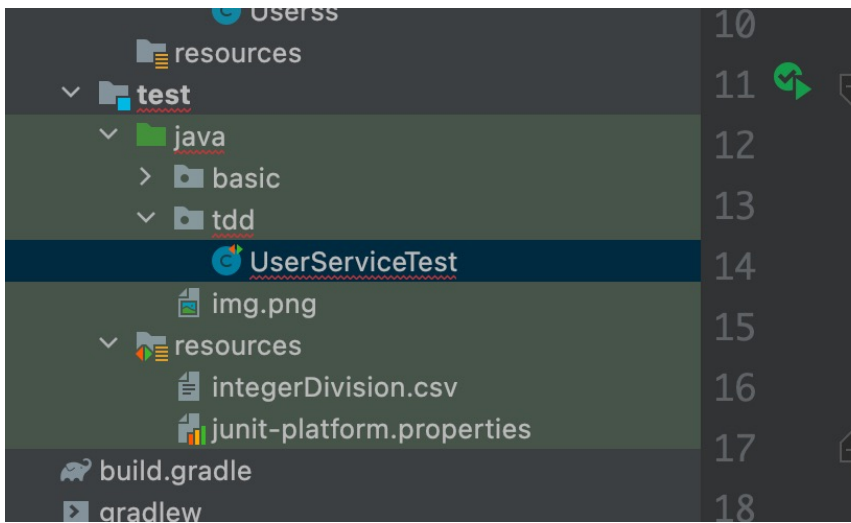 Userss
resources
test
java
basic
tdd
UserServiceTest
img.png
resources
integerDivision.csv
junit-platform.properties
build.gradle
gradlew
10
11
12
13
14
15
16
17
18